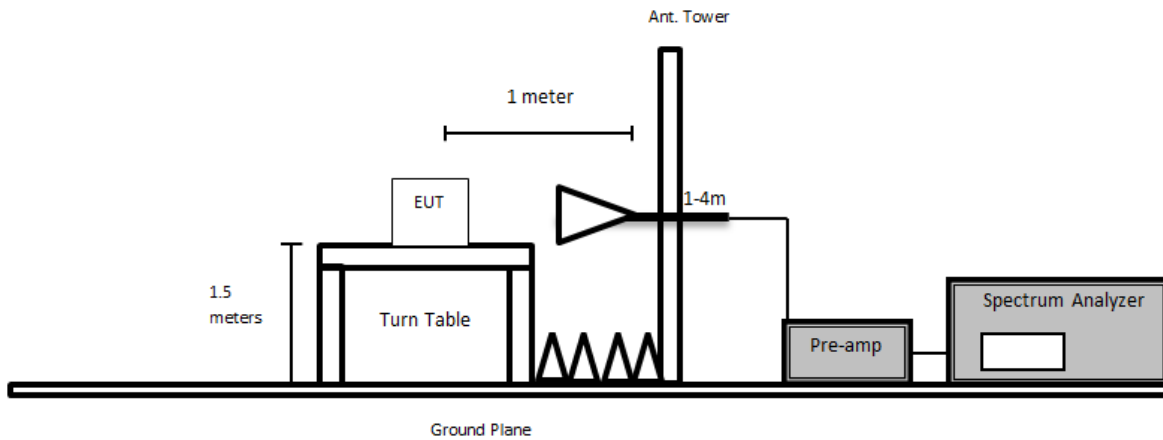 Ant. Tower
1 meter
EUT
1-4m
1.5
meters
Turn Table
Pre-amp
Spectrum Analyzer
Ground Plane